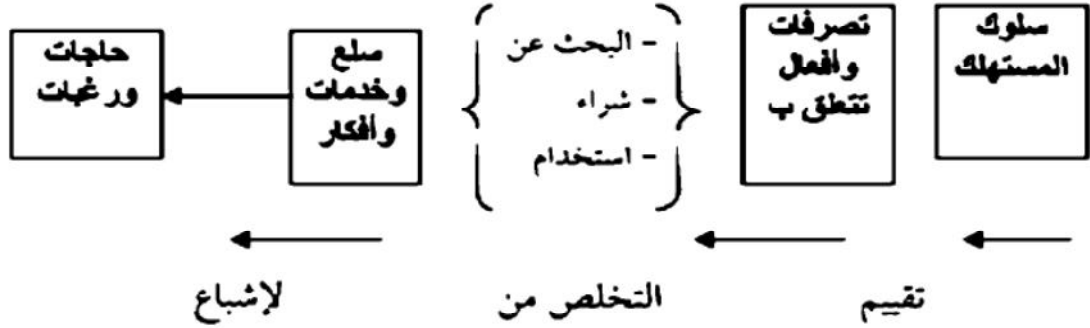 سلوك
المستهلك
تصرفات
وأفعال
تتعلق ب
- البحث عن
- شراء
- استخدام
سلع
وخدمات
وأفكار
حاجات
ورغبات
تقييم
التخلص من
لإشباع